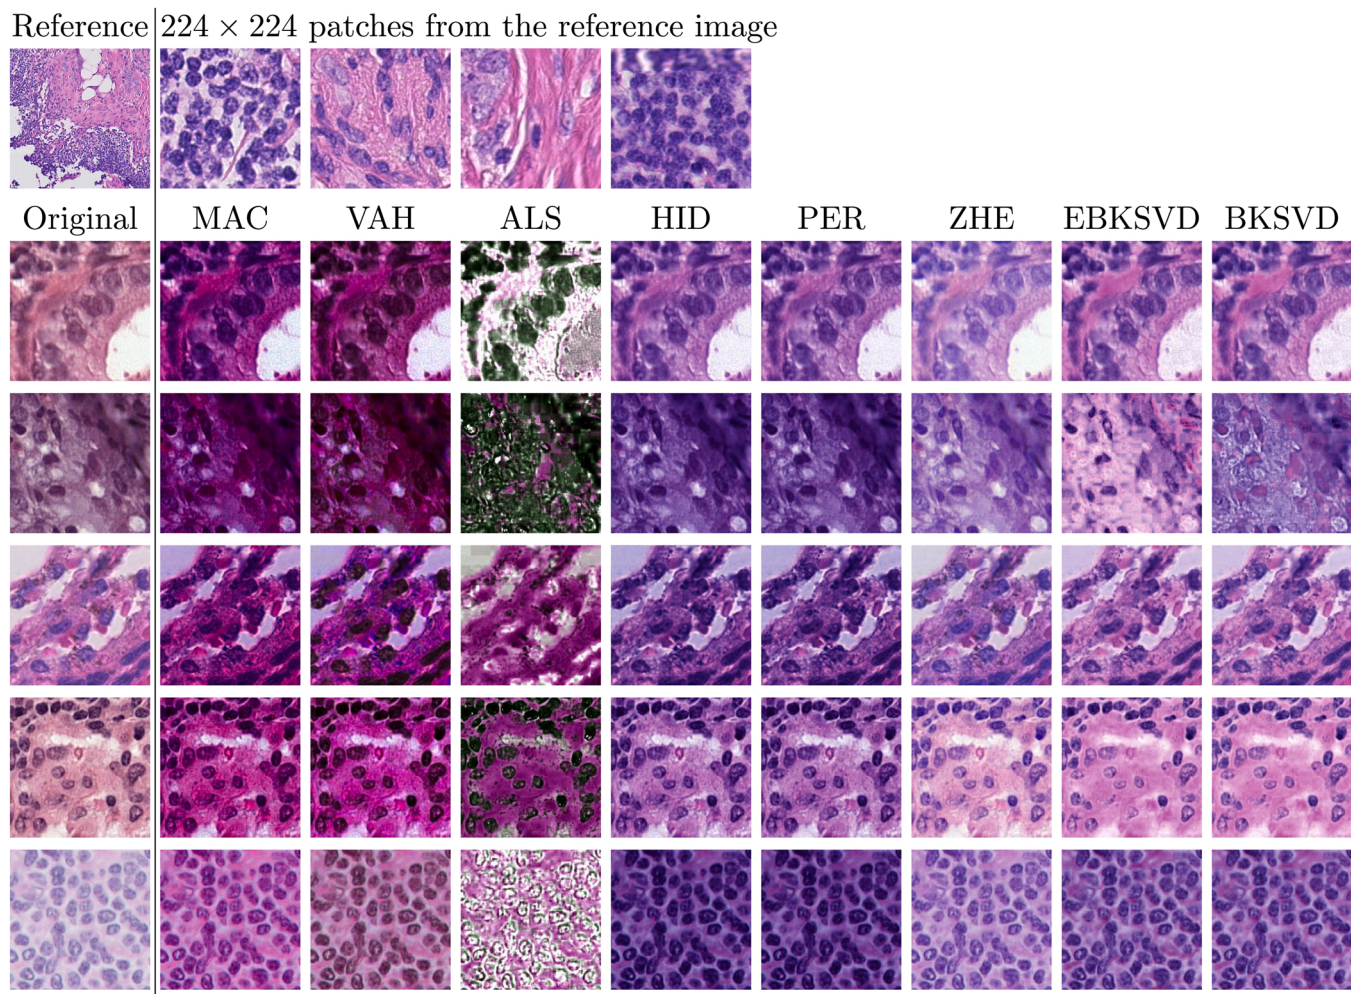 Reference 224 × 224 patches from the reference image
Original MAC VAH ALS HID PER ZHE EBKSVD BKSVD